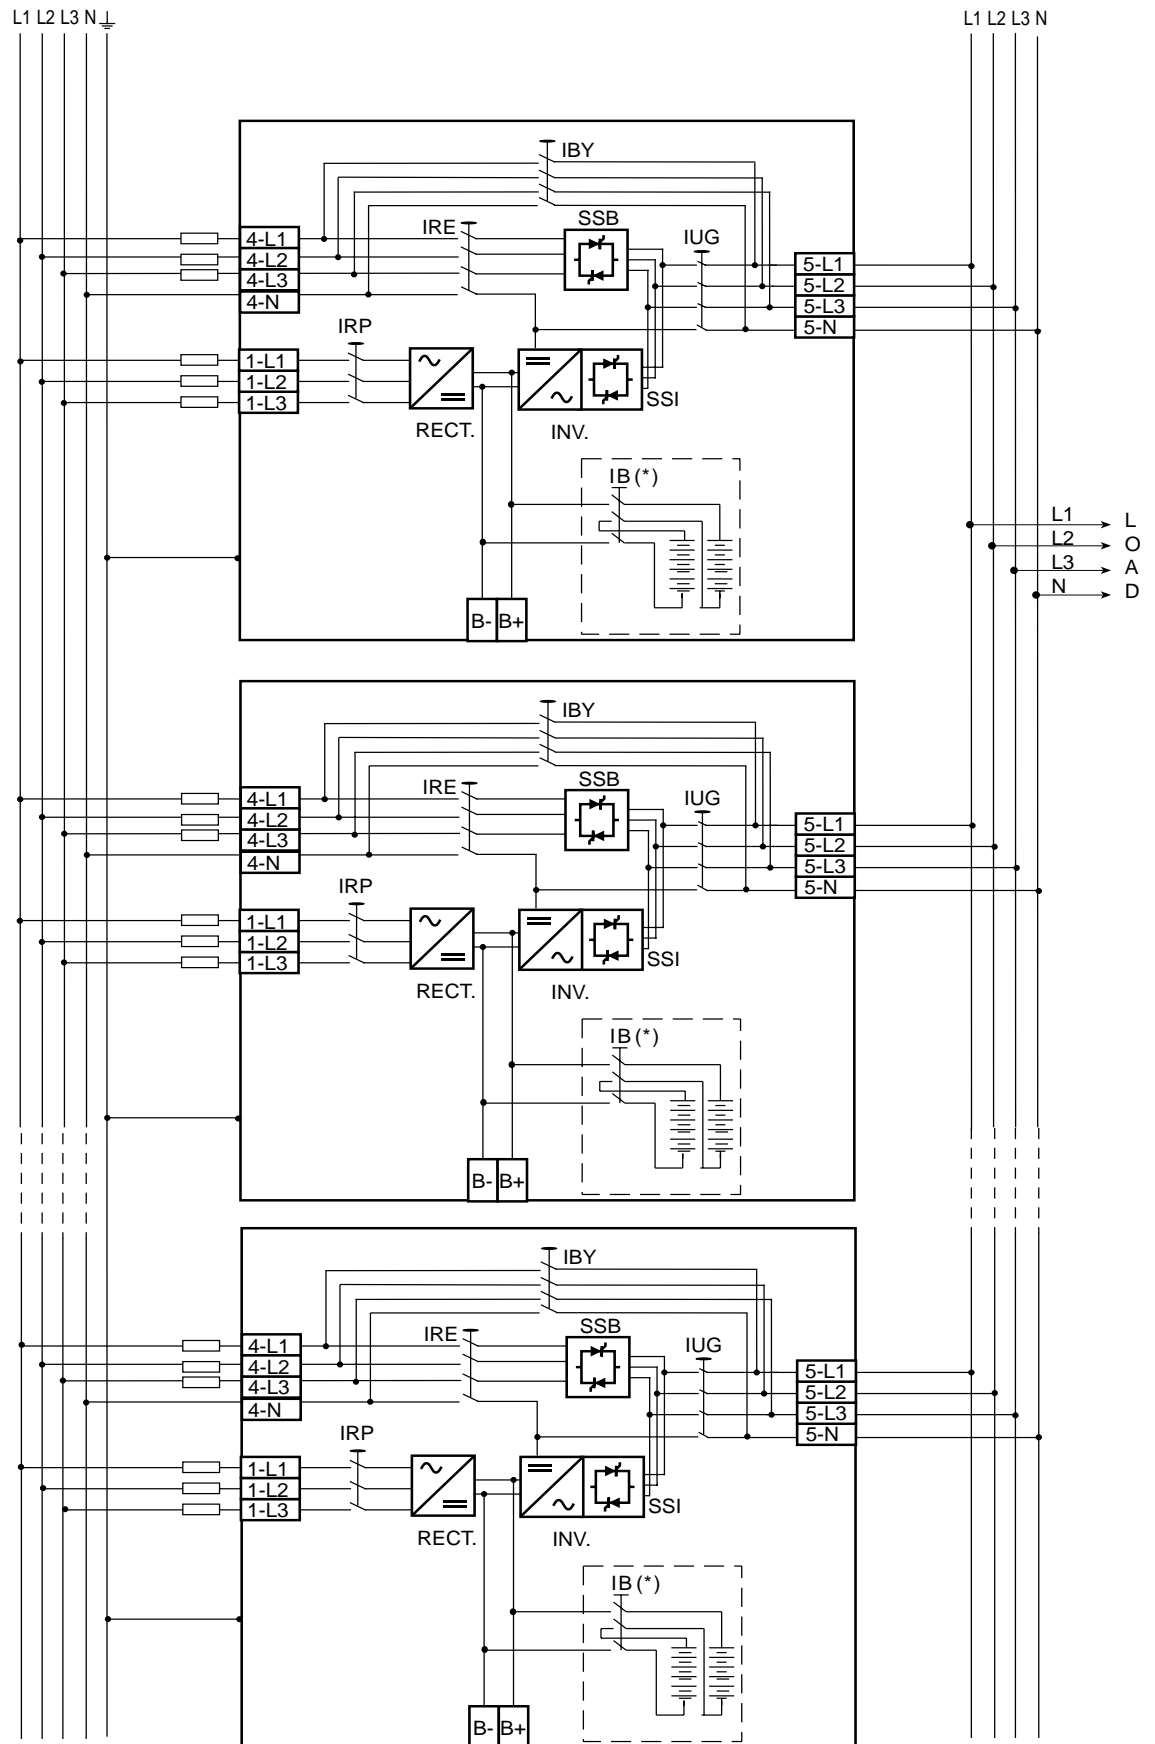 L1 L2 L3 N
L1 L2 L3 N
IBY
IRE
SSB
IUG
4-L1
4-L2
4-L3
4-N
5-L1
5-L2
5-L3
5-N
IRP
1-L1
1-L2
1-L3
RECT.
INV.
SSI
IB (*)
B- B+
L1 L
L2 O
L3 A
N D
IBY
IRE
SSB
IUG
4-L1
4-L2
4-L3
4-N
5-L1
5-L2
5-L3
5-N
IRP
1-L1
1-L2
1-L3
RECT.
INV.
SSI
IB (*)
B- B+
IBY
IRE
SSB
IUG
4-L1
4-L2
4-L3
4-N
5-L1
5-L2
5-L3
5-N
IRP
1-L1
1-L2
1-L3
RECT.
INV.
SSI
IB (*)
B- B+